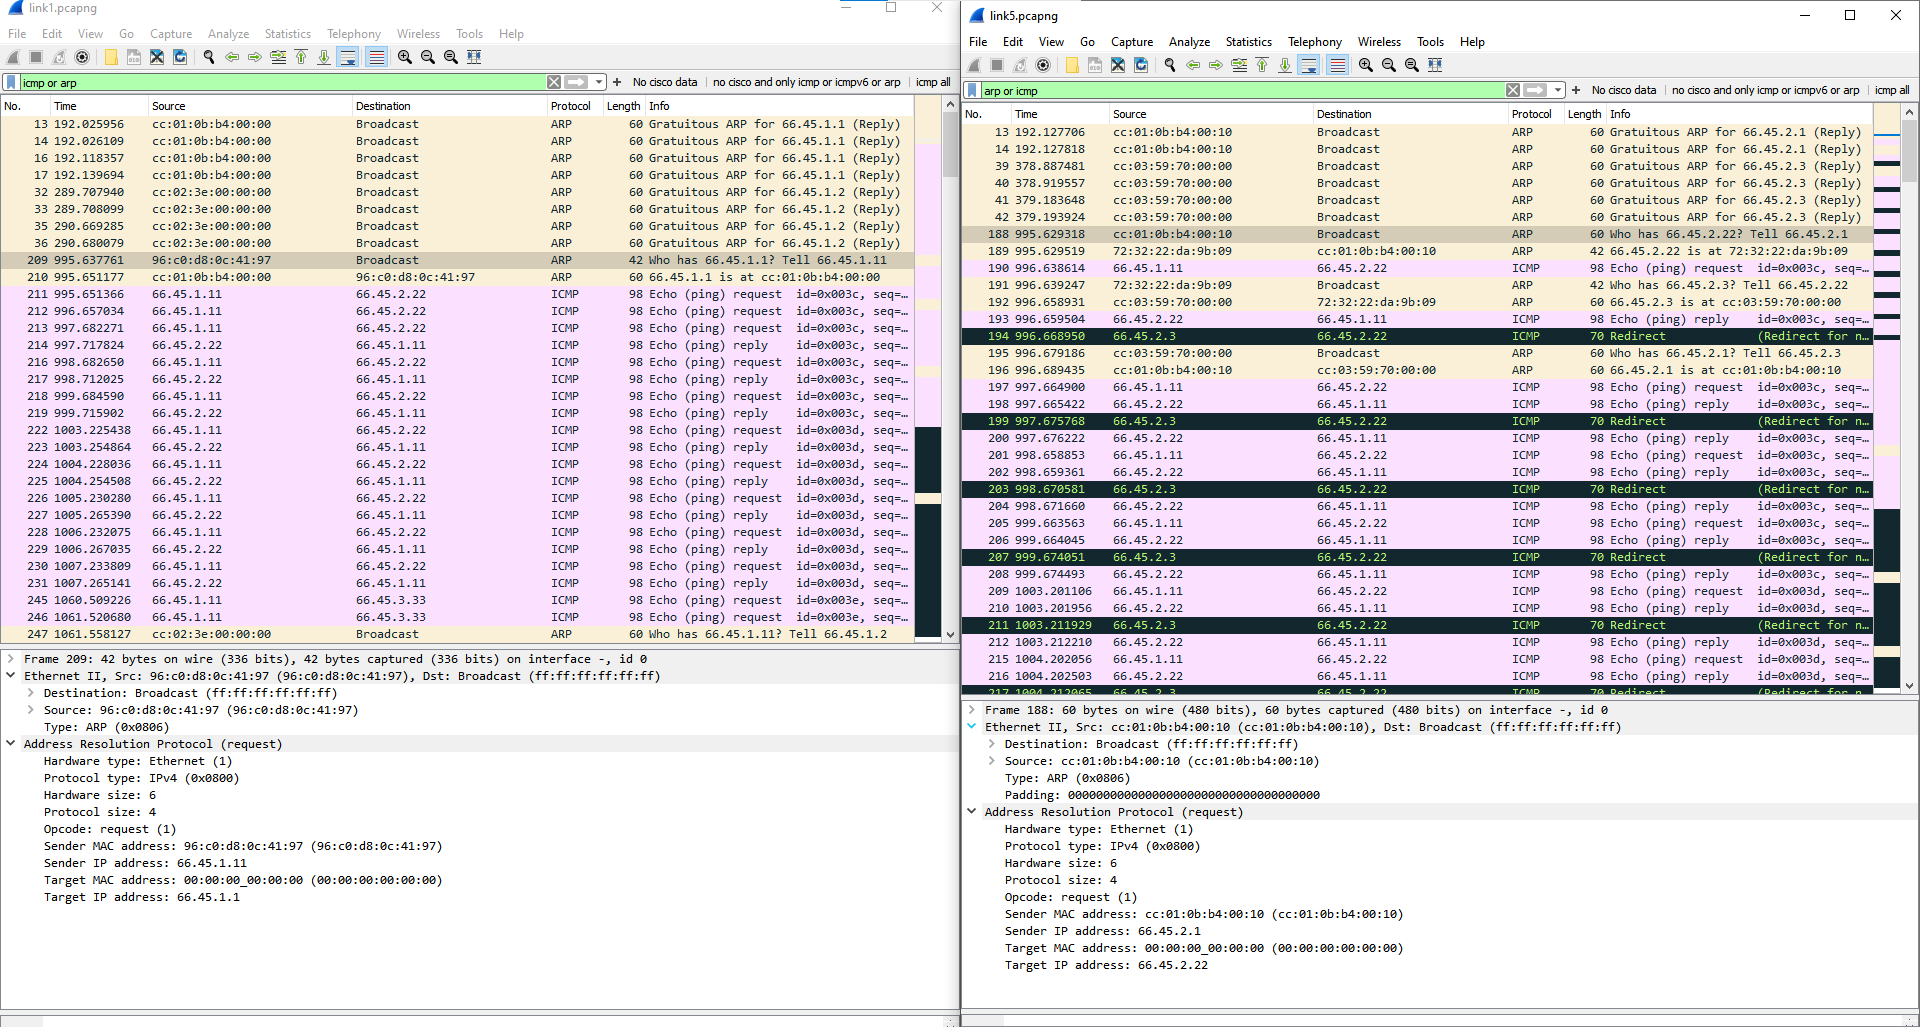 link1.pcapng
File Edit View Go Capture Analyze Statistics Telephony Wireless Tools Help
icmp or arp
No cisco data | no cisco and only icmp or icmpv6 or arp | icmp all
No. Time Source Destination Protocol Length Info
13 192.025956 cc:01:0b:b4:00:00 Broadcast ARP 60 Gratuitous ARP for 66.45.1.1 (Reply)
14 192.026109 cc:01:0b:b4:00:00 Broadcast ARP 60 Gratuitous ARP for 66.45.1.1 (Reply)
16 192.118357 cc:01:0b:b4:00:00 Broadcast ARP 60 Gratuitous ARP for 66.45.1.1 (Reply)
17 192.139694 cc:01:0b:b4:00:00 Broadcast ARP 60 Gratuitous ARP for 66.45.1.1 (Reply)
32 289.707940 cc:02:3e:00:00:00 Broadcast ARP 60 Gratuitous ARP for 66.45.1.2 (Reply)
33 289.708099 cc:02:3e:00:00:00 Broadcast ARP 60 Gratuitous ARP for 66.45.1.2 (Reply)
35 290.669285 cc:02:3e:00:00:00 Broadcast ARP 60 Gratuitous ARP for 66.45.1.2 (Reply)
36 290.680079 cc:02:3e:00:00:00 Broadcast ARP 60 Gratuitous ARP for 66.45.1.2 (Reply)
209 995.637761 96:c0:d8:0c:41:97 Broadcast ARP 42 Who has 66.45.1.1? Tell 66.45.1.11
210 995.651177 cc:01:0b:b4:00:00 96:c0:d8:0c:41:97 ARP 60 66.45.1.1 is at cc:01:0b:b4:00:00
211 995.651366 66.45.1.11 66.45.2.22 ICMP 98 Echo (ping) request id=0x003c, seq=…
212 996.657034 66.45.1.11 66.45.2.22 ICMP 98 Echo (ping) request id=0x003c, seq=…
213 997.682271 66.45.1.11 66.45.2.22 ICMP 98 Echo (ping) request id=0x003c, seq=…
214 997.717824 66.45.2.22 66.45.1.11 ICMP 98 Echo (ping) reply id=0x003c, seq=…
216 998.682650 66.45.1.11 66.45.2.22 ICMP 98 Echo (ping) request id=0x003c, seq=…
217 998.712025 66.45.2.22 66.45.1.11 ICMP 98 Echo (ping) reply id=0x003c, seq=…
218 999.684590 66.45.1.11 66.45.2.22 ICMP 98 Echo (ping) request id=0x003c, seq=…
219 999.715902 66.45.2.22 66.45.1.11 ICMP 98 Echo (ping) reply id=0x003c, seq=…
222 1003.225438 66.45.1.11 66.45.2.22 ICMP 98 Echo (ping) request id=0x003d, seq=…
223 1003.254864 66.45.2.22 66.45.1.11 ICMP 98 Echo (ping) reply id=0x003d, seq=…
224 1004.228036 66.45.1.11 66.45.2.22 ICMP 98 Echo (ping) request id=0x003d, seq=…
225 1004.254508 66.45.2.22 66.45.1.11 ICMP 98 Echo (ping) reply id=0x003d, seq=…
226 1005.230280 66.45.1.11 66.45.2.22 ICMP 98 Echo (ping) request id=0x003d, seq=…
227 1005.265390 66.45.2.22 66.45.1.11 ICMP 98 Echo (ping) reply id=0x003d, seq=…
228 1006.232075 66.45.1.11 66.45.2.22 ICMP 98 Echo (ping) request id=0x003d, seq=…
229 1006.267035 66.45.2.22 66.45.1.11 ICMP 98 Echo (ping) reply id=0x003d, seq=…
230 1007.233809 66.45.1.11 66.45.2.22 ICMP 98 Echo (ping) request id=0x003d, seq=…
231 1007.265141 66.45.2.22 66.45.1.11 ICMP 98 Echo (ping) reply id=0x003d, seq=…
245 1060.509226 66.45.1.11 66.45.3.33 ICMP 98 Echo (ping) request id=0x003e, seq=…
246 1061.520680 66.45.1.11 66.45.3.33 ICMP 98 Echo (ping) request id=0x003e, seq=…
247 1061.558127 cc:02:3e:00:00:00 Broadcast ARP 60 Who has 66.45.1.11? Tell 66.45.1.2
Frame 209: 42 bytes on wire (336 bits), 42 bytes captured (336 bits) on interface -, id 0
Ethernet II, Src: 96:c0:d8:0c:41:97 (96:c0:d8:0c:41:97), Dst: Broadcast (ff:ff:ff:ff:ff:ff)
Destination: Broadcast (ff:ff:ff:ff:ff:ff)
Source: 96:c0:d8:0c:41:97 (96:c0:d8:0c:41:97)
Type: ARP (0x0806)
Address Resolution Protocol (request)
Hardware type: Ethernet (1)
Protocol type: IPv4 (0x0800)
Hardware size: 6
Protocol size: 4
Opcode: request (1)
Sender MAC address: 96:c0:d8:0c:41:97 (96:c0:d8:0c:41:97)
Sender IP address: 66.45.1.11
Target MAC address: 00:00:00_00:00:00 (00:00:00:00:00:00)
Target IP address: 66.45.1.1
link5.pcapng
File Edit View Go Capture Analyze Statistics Telephony Wireless Tools Help
arp or icmp
No cisco data | no cisco and only icmp or icmpv6 or arp | icmp all
No. Time Source Destination Protocol Length Info
13 192.127706 cc:01:0b:b4:00:10 Broadcast ARP 60 Gratuitous ARP for 66.45.2.1 (Reply)
14 192.127818 cc:01:0b:b4:00:10 Broadcast ARP 60 Gratuitous ARP for 66.45.2.1 (Reply)
39 378.887481 cc:03:59:70:00:00 Broadcast ARP 60 Gratuitous ARP for 66.45.2.3 (Reply)
40 378.919557 cc:03:59:70:00:00 Broadcast ARP 60 Gratuitous ARP for 66.45.2.3 (Reply)
41 379.183648 cc:03:59:70:00:00 Broadcast ARP 60 Gratuitous ARP for 66.45.2.3 (Reply)
42 379.193924 cc:03:59:70:00:00 Broadcast ARP 60 Gratuitous ARP for 66.45.2.3 (Reply)
188 995.629318 cc:01:0b:b4:00:10 Broadcast ARP 60 Who has 66.45.2.22? Tell 66.45.2.1
189 995.629519 72:32:22:da:9b:09 cc:01:0b:b4:00:10 ARP 42 66.45.2.22 is at 72:32:22:da:9b:09
190 996.638614 66.45.1.11 66.45.2.22 ICMP 98 Echo (ping) request id=0x003c, seq=…
191 996.639247 72:32:22:da:9b:09 Broadcast ARP 42 Who has 66.45.2.3? Tell 66.45.2.22
192 996.658931 cc:03:59:70:00:00 72:32:22:da:9b:09 ARP 60 66.45.2.3 is at cc:03:59:70:00:00
193 996.659504 66.45.2.22 66.45.1.11 ICMP 98 Echo (ping) reply id=0x003c, seq=…
194 996.668950 66.45.2.3 66.45.2.22 ICMP 70 Redirect (Redirect for n…
195 996.679186 cc:03:59:70:00:00 Broadcast ARP 60 Who has 66.45.2.1? Tell 66.45.2.3
196 996.689435 cc:01:0b:b4:00:10 cc:03:59:70:00:00 ARP 60 66.45.2.1 is at cc:01:0b:b4:00:10
197 997.664900 66.45.1.11 66.45.2.22 ICMP 98 Echo (ping) request id=0x003c, seq=…
198 997.665422 66.45.2.22 66.45.1.11 ICMP 98 Echo (ping) reply id=0x003c, seq=…
199 997.675768 66.45.2.3 66.45.2.22 ICMP 70 Redirect (Redirect for n…
200 997.676222 66.45.2.22 66.45.1.11 ICMP 98 Echo (ping) reply id=0x003c, seq=…
201 998.658853 66.45.1.11 66.45.2.22 ICMP 98 Echo (ping) request id=0x003c, seq=…
202 998.659361 66.45.2.22 66.45.1.11 ICMP 98 Echo (ping) reply id=0x003c, seq=…
203 998.670581 66.45.2.3 66.45.2.22 ICMP 70 Redirect (Redirect for n…
204 998.671660 66.45.2.22 66.45.1.11 ICMP 98 Echo (ping) reply id=0x003c, seq=…
205 999.663563 66.45.1.11 66.45.2.22 ICMP 98 Echo (ping) request id=0x003c, seq=…
206 999.664045 66.45.2.22 66.45.1.11 ICMP 98 Echo (ping) reply id=0x003c, seq=…
207 999.674051 66.45.2.3 66.45.2.22 ICMP 70 Redirect (Redirect for n…
208 999.674493 66.45.2.22 66.45.1.11 ICMP 98 Echo (ping) reply id=0x003c, seq=…
209 1003.201106 66.45.1.11 66.45.2.22 ICMP 98 Echo (ping) request id=0x003d, seq=…
210 1003.201956 66.45.2.22 66.45.1.11 ICMP 98 Echo (ping) reply id=0x003d, seq=…
211 1003.211929 66.45.2.3 66.45.2.22 ICMP 70 Redirect (Redirect for n…
212 1003.212210 66.45.2.22 66.45.1.11 ICMP 98 Echo (ping) reply id=0x003d, seq=…
215 1004.202056 66.45.1.11 66.45.2.22 ICMP 98 Echo (ping) request id=0x003d, seq=…
216 1004.202503 66.45.2.22 66.45.1.11 ICMP 98 Echo (ping) reply id=0x003d, seq=…
217 1004.212065 66.45.2.3 66.45.2.22 ICMP 70 Redirect (Redirect for n…
Frame 188: 60 bytes on wire (480 bits), 60 bytes captured (480 bits) on interface -, id 0
Ethernet II, Src: cc:01:0b:b4:00:10 (cc:01:0b:b4:00:10), Dst: Broadcast (ff:ff:ff:ff:ff:ff)
Destination: Broadcast (ff:ff:ff:ff:ff:ff)
Source: cc:01:0b:b4:00:10 (cc:01:0b:b4:00:10)
Type: ARP (0x0806)
Padding: 000000000000000000000000000000000000
Address Resolution Protocol (request)
Hardware type: Ethernet (1)
Protocol type: IPv4 (0x0800)
Hardware size: 6
Protocol size: 4
Opcode: request (1)
Sender MAC address: cc:01:0b:b4:00:10 (cc:01:0b:b4:00:10)
Sender IP address: 66.45.2.1
Target MAC address: 00:00:00_00:00:00 (00:00:00:00:00:00)
Target IP address: 66.45.2.22